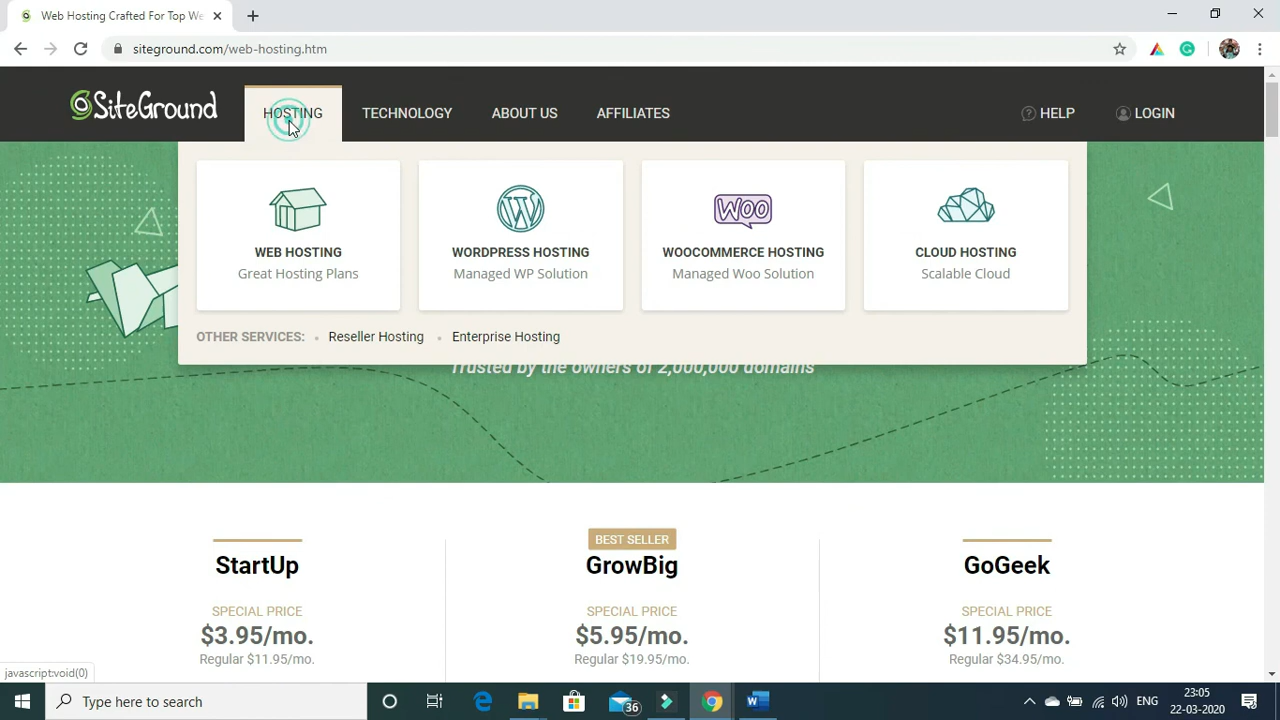 Web Hosting Crafted For Top We
siteground.com/web-hosting.htm
SiteGround
HOSTING
TECHNOLOGY
ABOUT US
AFFILIATES
HELP
LOGIN
WEB HOSTING
Great Hosting Plans
WORDPRESS HOSTING
Managed WP Solution
WOO
WOOCOMMERCE HOSTING
Managed Woo Solution
CLOUD HOSTING
Scalable Cloud
OTHER SERVICES: • Reseller Hosting • Enterprise Hosting
Trusted by the owners of 2,000,000 domains
StartUp
SPECIAL PRICE
$3.95/mo.
Regular $11.95/mo.
BEST SELLER
GrowBig
SPECIAL PRICE
$5.95/mo.
Regular $19.95/mo.
GoGeek
SPECIAL PRICE
$11.95/mo.
Regular $34.95/mo.
javascript:void(0)
Type here to search
36
ENG
23:05
22-03-2020